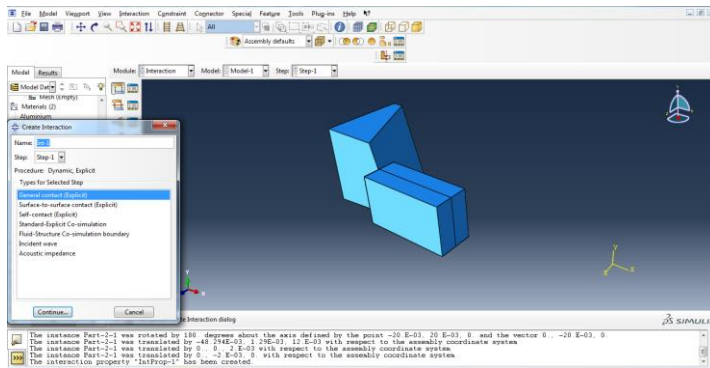 File Model Viewport View Interaction Constraint Connector Special Feature Tools Plug-ins Help
All
Assembly defaults
Model Results Module: Interaction Model: Model-1 Step: Step-1
Model Dat
Mesh (Empty)
Materials (2)
Aluminium
Create Interaction
Name: Int-1
Step: Step-1
Procedure: Dynamic, Explicit
Types for Selected Step
General contact (Explicit)
Surface-to-surface contact (Explicit)
Self-contact (Explicit)
Standard-Explicit Co-simulation
Fluid-Structure Co-simulation boundary
Incident wave
Acoustic impedance
Continue... Cancel
Y
X
Y
X
Z
Interaction dialog
SIMULI
The instance Part-2-1 was rotated by 180. degrees about the axis defined by the point -20.E-03, 20.E-03, 0. and the vector 0., -20.E-03, 0.
The instance Part-2-1 was translated by -48.294E-03, 1.29E-03, 12.E-03 with respect to the assembly coordinate system
The instance Part-2-1 was translated by 0., 0., 2.E-03 with respect to the assembly coordinate system
The instance Part-2-1 was translated by 0., -2.E-03, 0. with respect to the assembly coordinate system
The interaction property "IntProp-1" has been created.